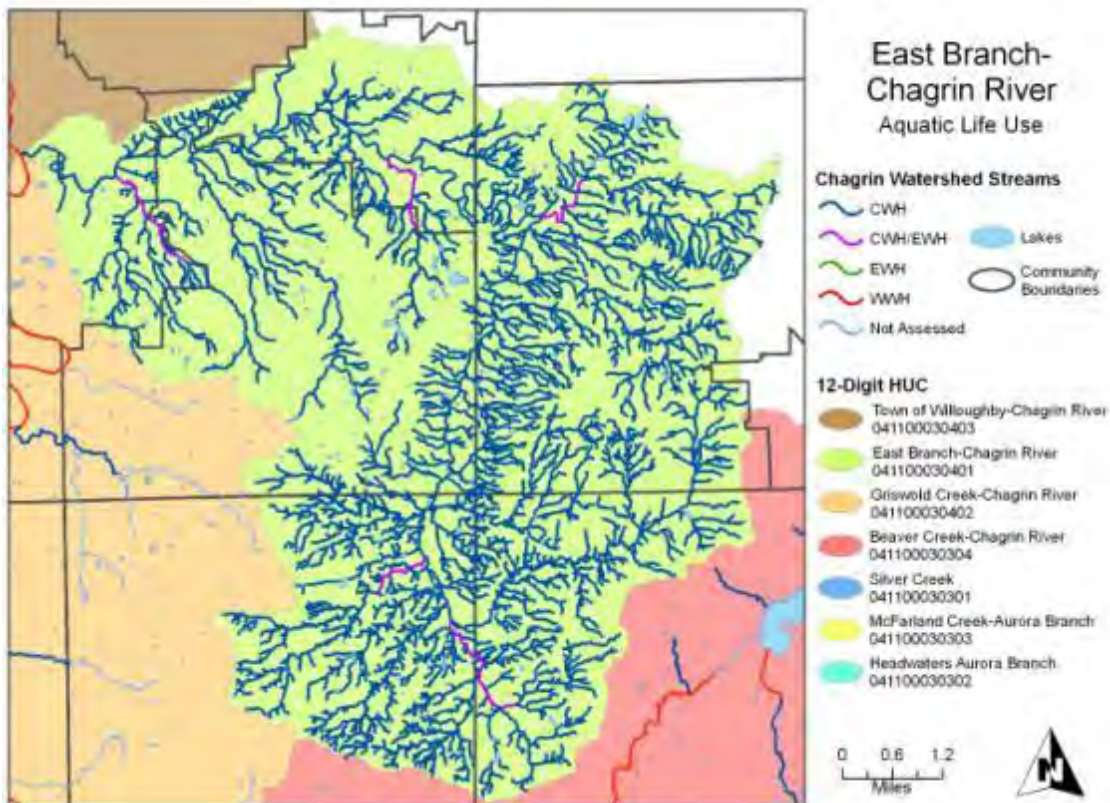 East Branch-
Chagrin River
Aquatic Life Use
Chagrin Watershed Streams
CWH
CWH/EWH
EWH
WWH
Not Assessed
Lakes
Community
Boundaries
12-Digit HUC
Town of Willoughby-Chagrin River
041100030403
East Branch-Chagrin River
041100030401
Griswold Creek-Chagrin River
041100030402
Beaver Creek-Chagrin River
041100030304
Silver Creek
041100030301
McFarland Creek-Aurora Branch
041100030303
Headwaters Aurora Branch
041100030302
0 0.6 1.2
Miles
N